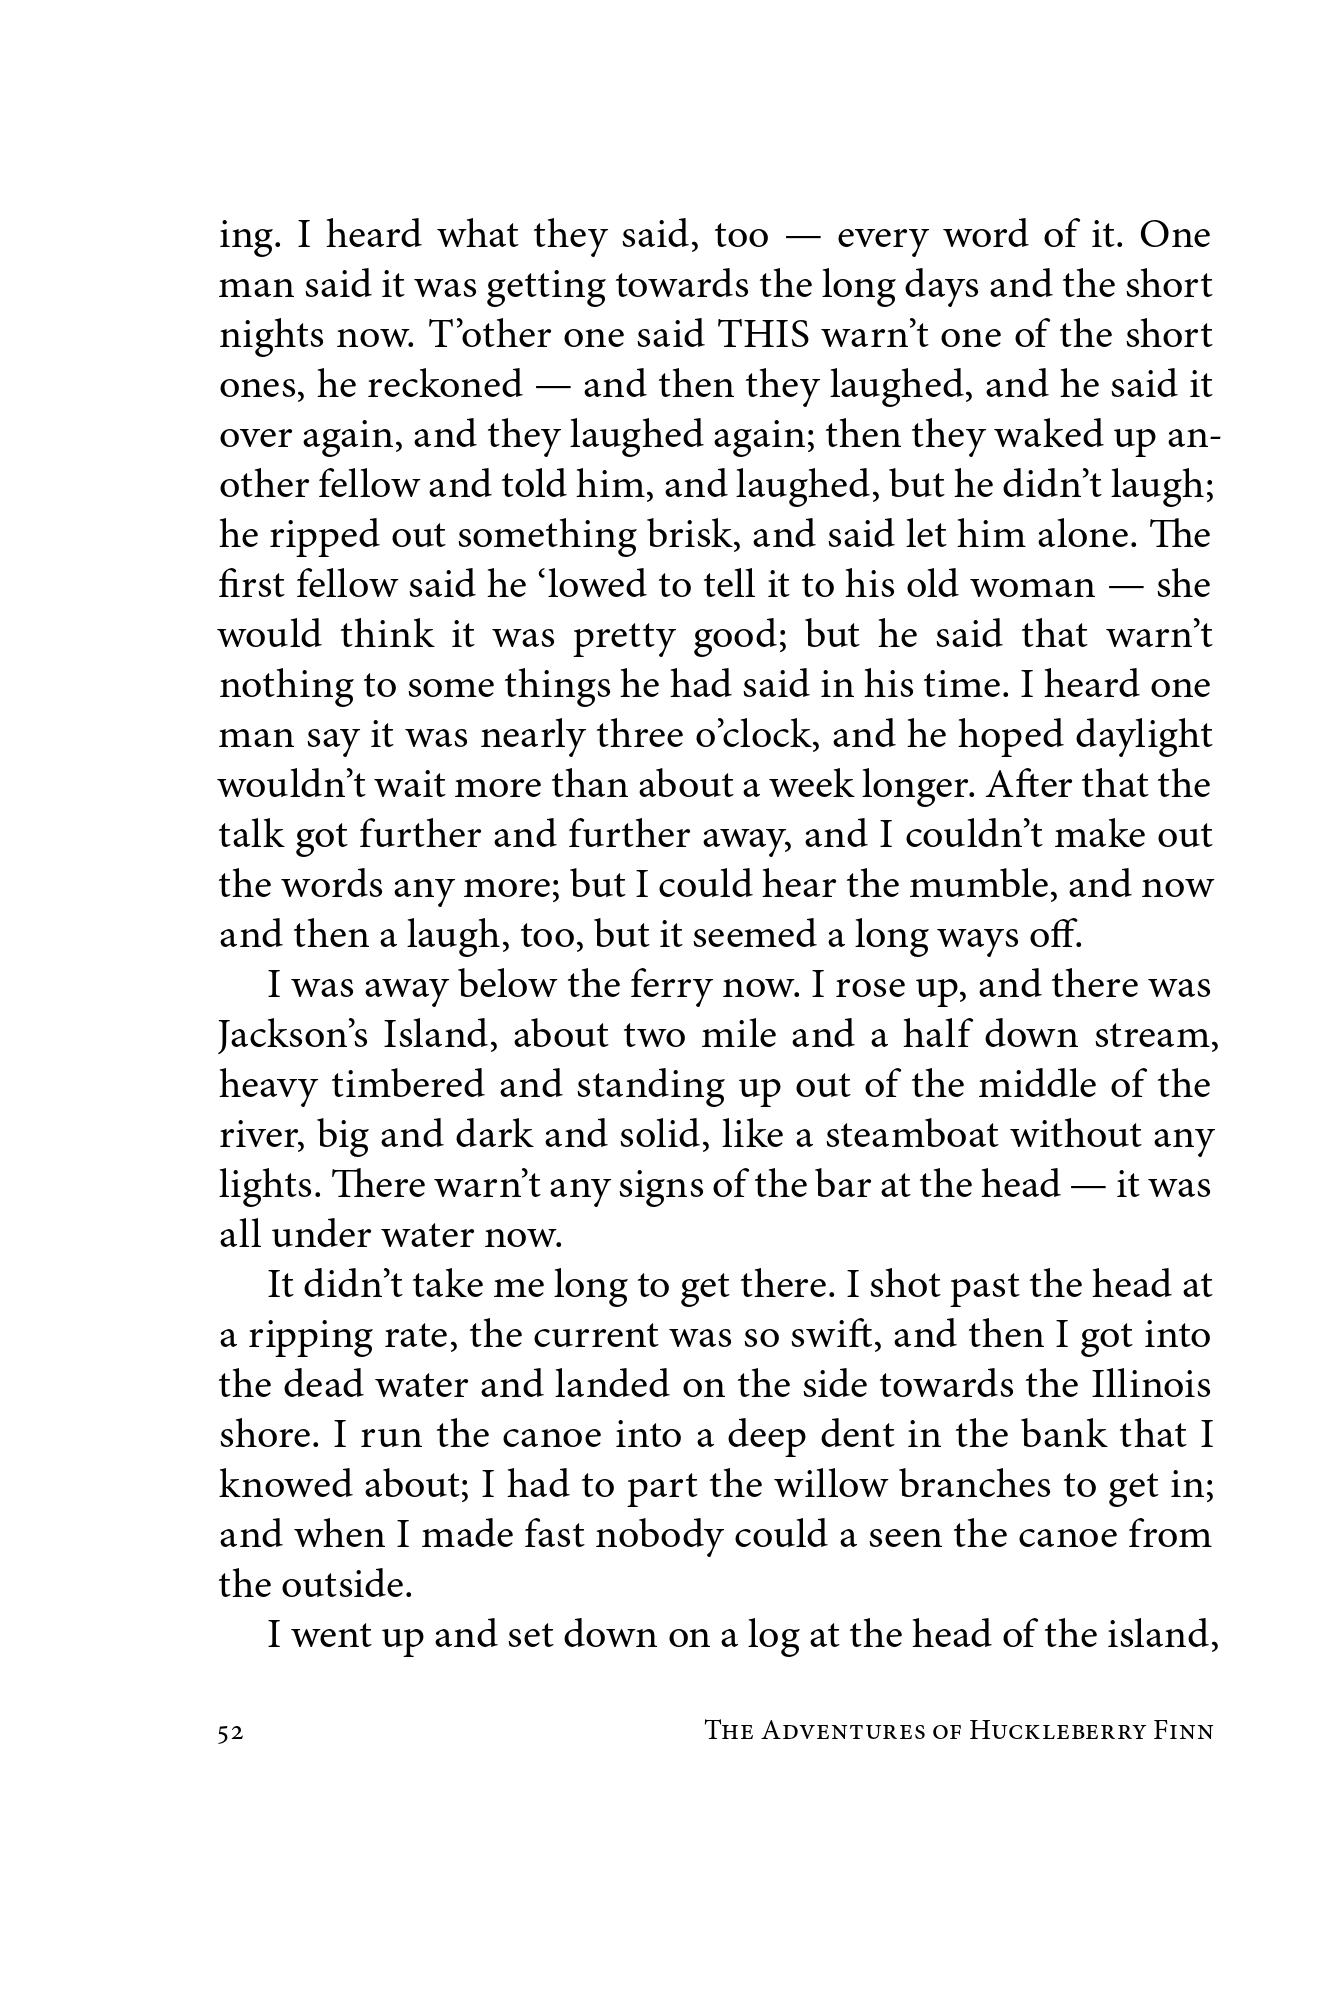 ing. I heard what they said, too — every word of it. One
man said it was getting towards the long days and the short
nights now. T’other one said THIS warn’t one of the short
ones, he reckoned — and then they laughed, and he said it
over again, and they laughed again; then they waked up an-
other fellow and told him, and laughed, but he didn’t laugh;
he ripped out something brisk, and said let him alone. The
first fellow said he ‘lowed to tell it to his old woman — she
would think it was pretty good; but he said that warn’t
nothing to some things he had said in his time. I heard one
man say it was nearly three o’clock, and he hoped daylight
wouldn’t wait more than about a week longer. After that the
talk got further and further away, and I couldn’t make out
the words any more; but I could hear the mumble, and now
and then a laugh, too, but it seemed a long ways off.
I was away below the ferry now. I rose up, and there was
Jackson’s Island, about two mile and a half down stream,
heavy timbered and standing up out of the middle of the
river, big and dark and solid, like a steamboat without any
lights. There warn’t any signs of the bar at the head — it was
all under water now.
It didn’t take me long to get there. I shot past the head at
a ripping rate, the current was so swift, and then I got into
the dead water and landed on the side towards the Illinois
shore. I run the canoe into a deep dent in the bank that I
knowed about; I had to part the willow branches to get in;
and when I made fast nobody could a seen the canoe from
the outside.
I went up and set down on a log at the head of the island,
52 The Adventures of Huckleberry Finn